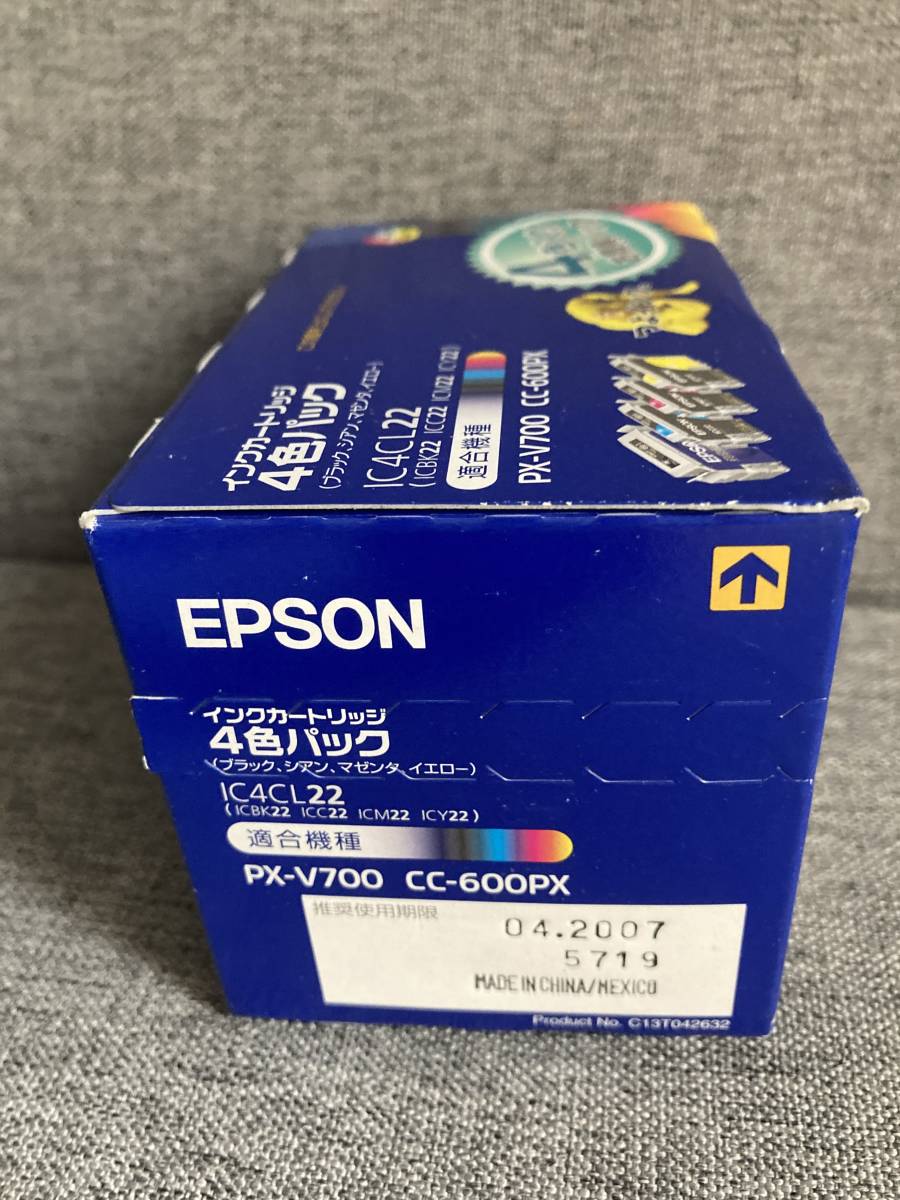 インクカートリッジ
4色パック
(ブラック、シアン、マゼンタ、イエロー)
IC4CL22
(ICBK22 ICC22 ICM22 ICY22)
適合機種
PX-V700 CC-600PX
EPSON
EPSON
インクカートリッジ
4色パック
(ブラック、シアン、マゼンタ、イエロー)
IC4CL22
(ICBK22 ICC22 ICM22 ICY22)
適合機種
PX-V700 CC-600PX
推奨使用期限
04.2007
5719
MADE IN CHINA/MEXICO
Product No. C13T042632